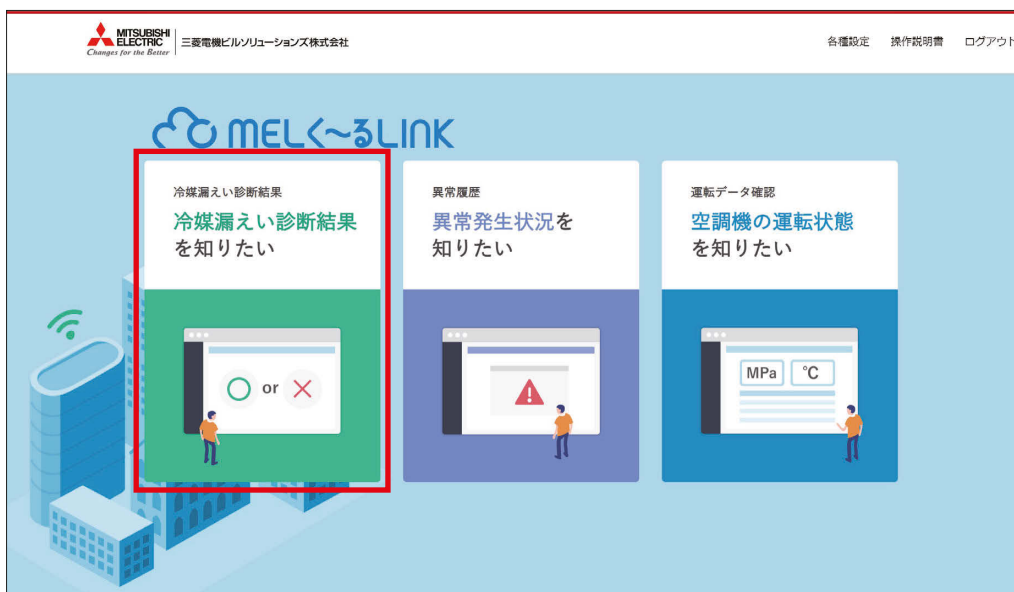 MITSUBISHI
ELECTRIC
Changes for the Better
三菱電機ビルソリューションズ株式会社
各種設定 操作説明書 ログアウト
MELく～るLINK
冷媒漏えい診断結果
冷媒漏えい診断結果
を知りたい
異常履歴
異常発生状況を
知りたい
運転データ確認
空調機の運転状態
を知りたい
or
MPa ℃